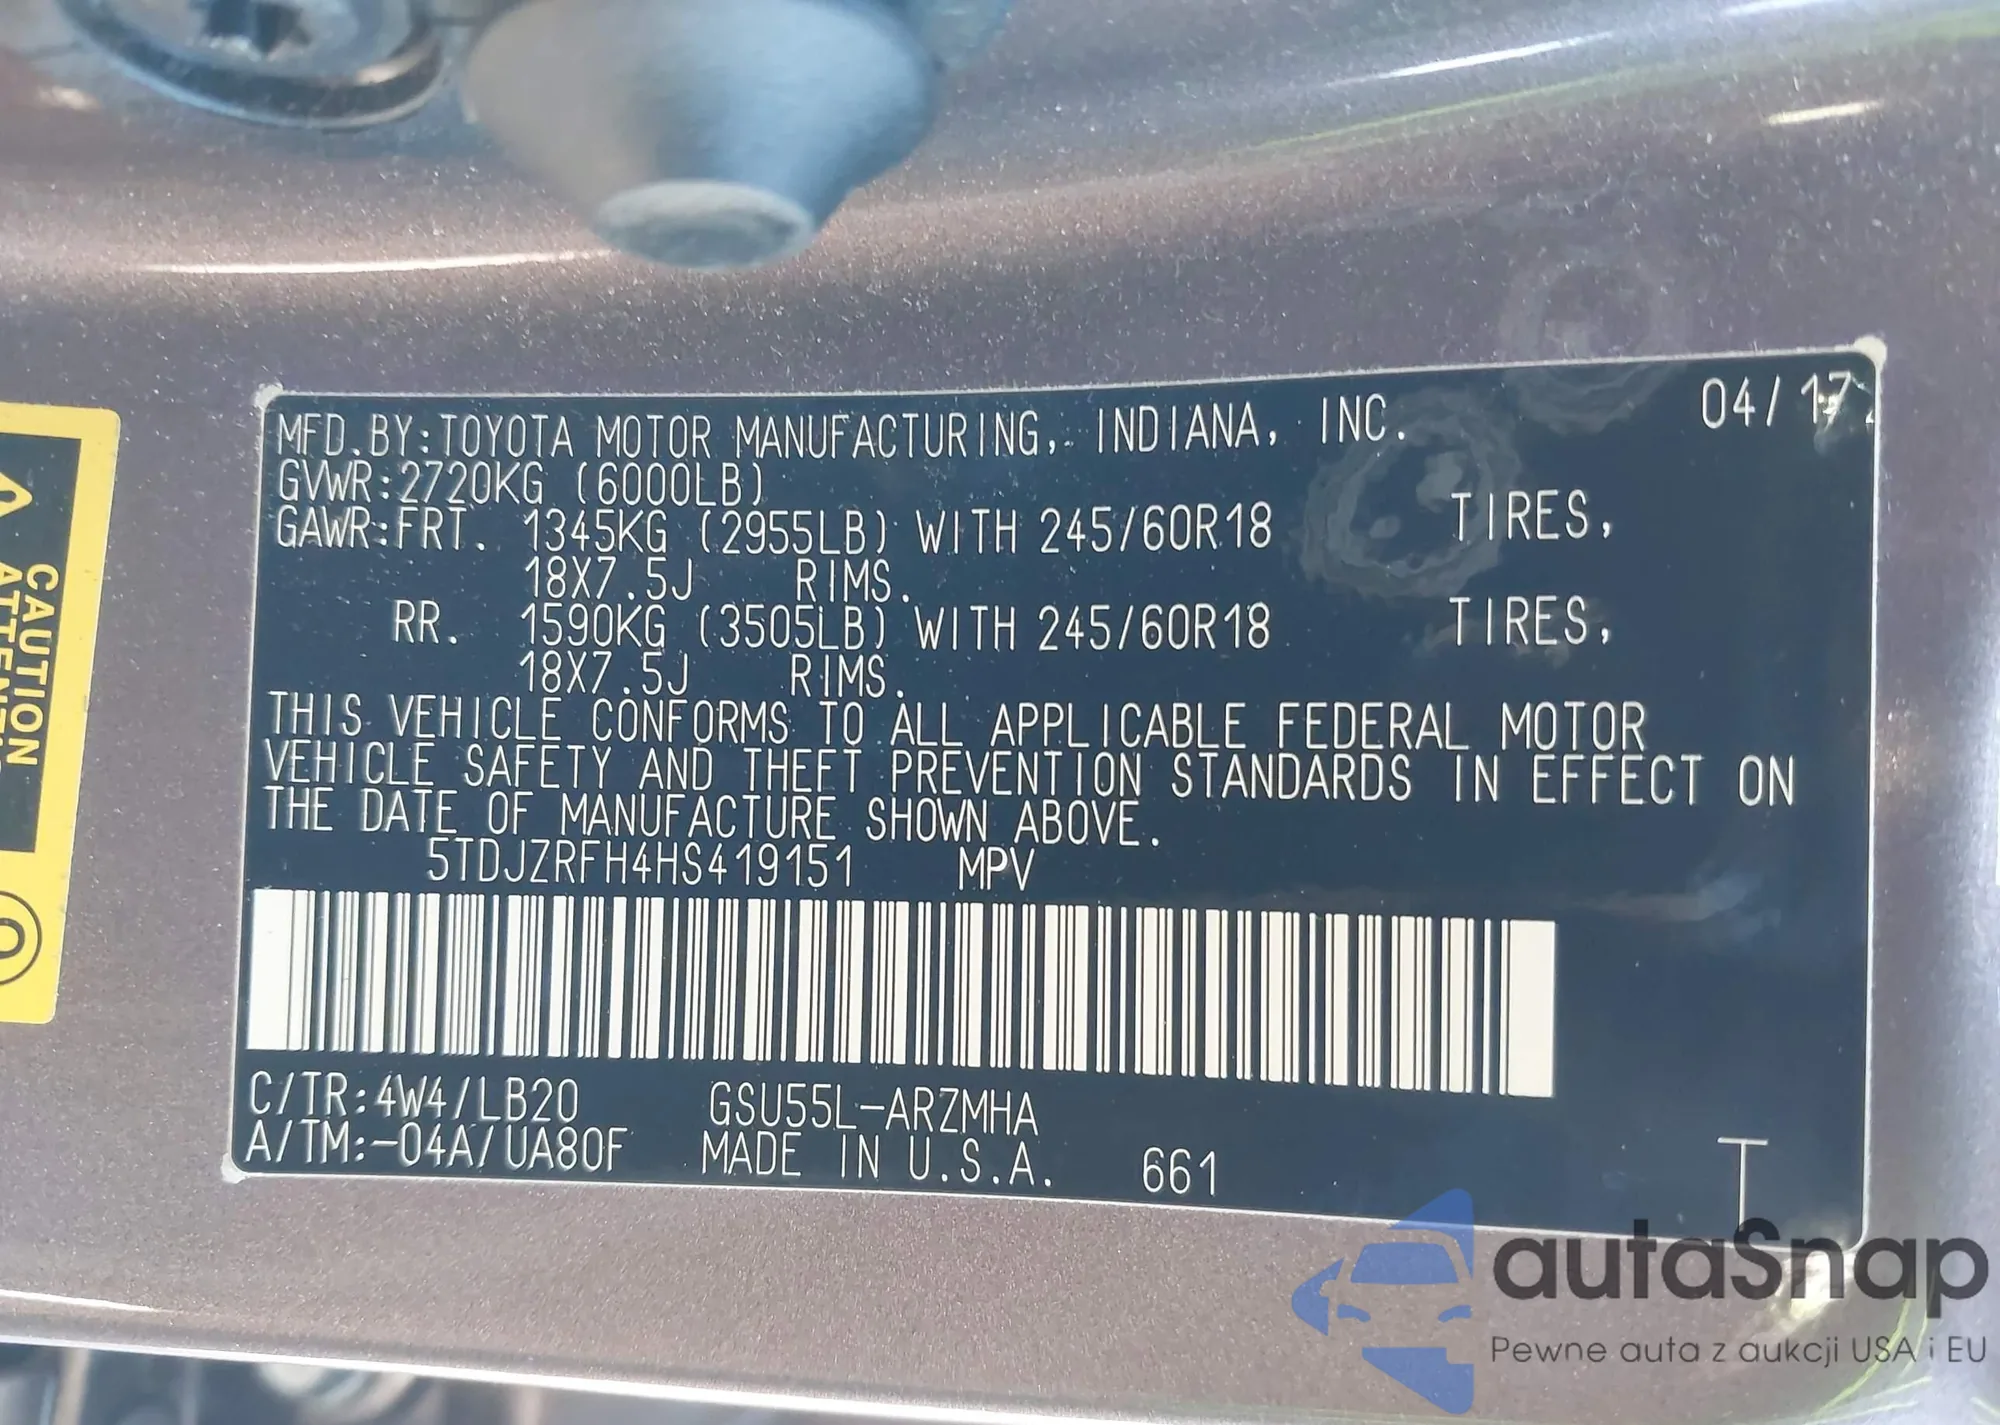 MFD.BY:TOYOTA MOTOR MANUFACTURING, INDIANA, INC. 04/17
GVWR:2720KG (6000LB)
GAWR:FRT. 1345KG (2955LB) WITH 245/60R18 TIRES,
18X7.5J RIMS.
RR. 1590KG (3505LB) WITH 245/60R18 TIRES,
18X7.5J RIMS.
THIS VEHICLE CONFORMS TO ALL APPLICABLE FEDERAL MOTOR
VEHICLE SAFETY AND THEFT PREVENTION STANDARDS IN EFFECT ON
THE DATE OF MANUFACTURE SHOWN ABOVE.
5TDJZRFH4HS419151 MPV
C/TR:4W4/LB20 GSU55L-ARZMHA
A/TM:-04A/UA80F MADE IN U.S.A. 661 T
CAUTION
autaSnap
Pewne auta z aukcji USA i EU